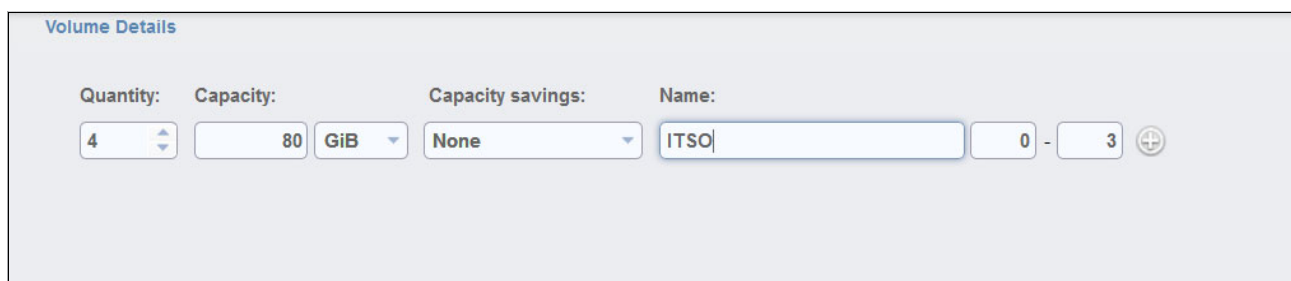 Volume Details
Quantity: Capacity: Capacity savings: Name:
4 80 GiB None ITSO 0 - 3